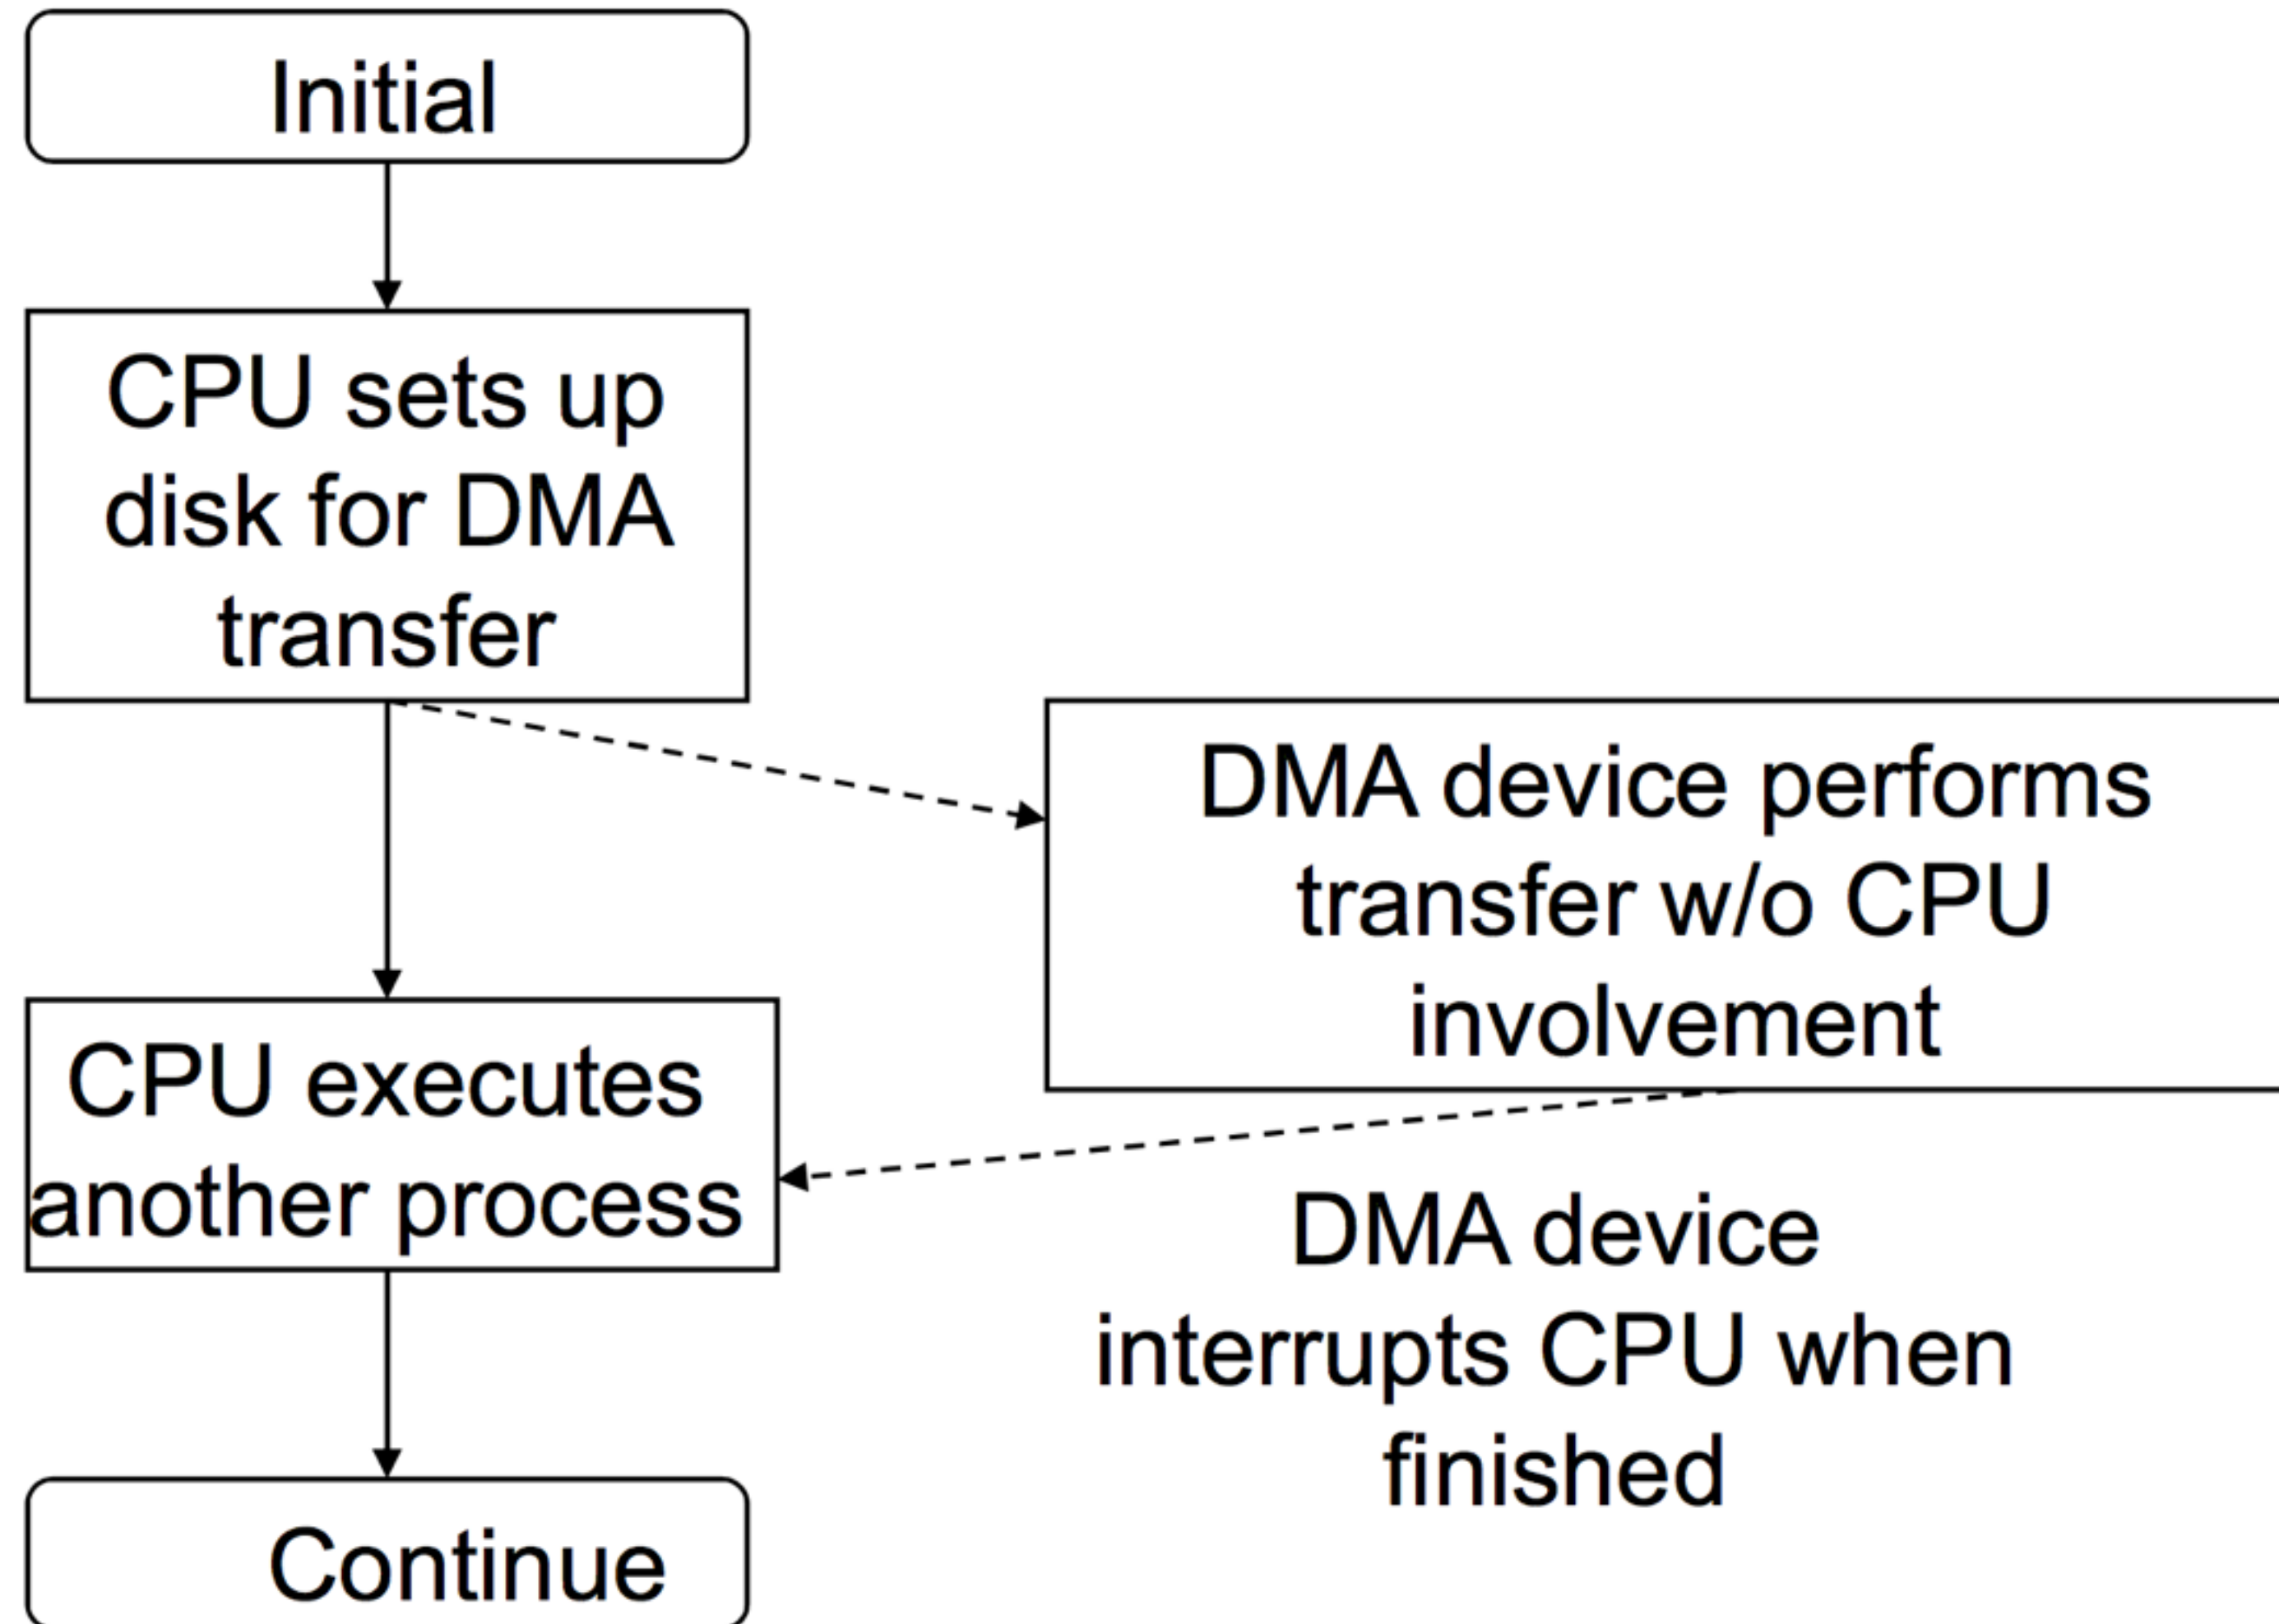 Initial
CPU sets up
disk for DMA
transfer
DMA device performs
transfer w/o CPU
involvement
CPU executes
another process
DMA device
interrupts CPU when
finished
Continue